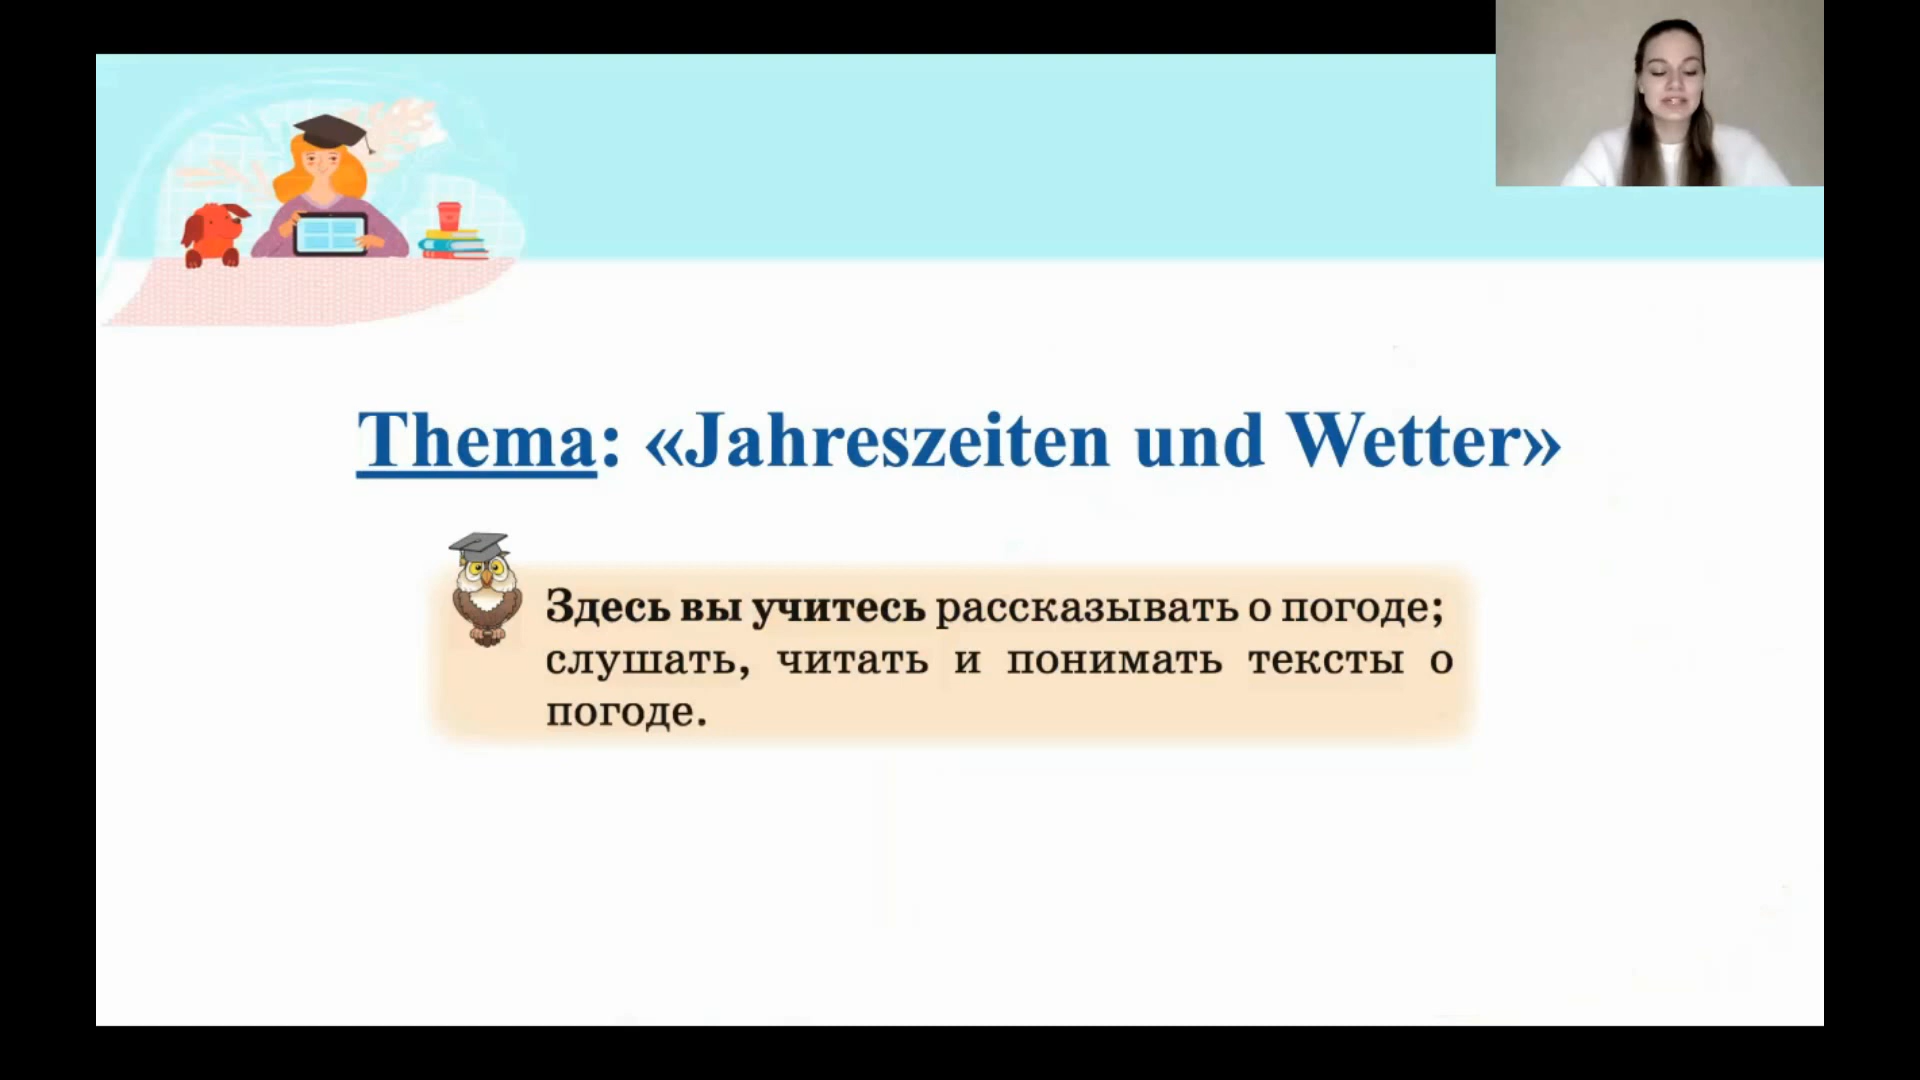 Thema: «Jahreszeiten und Wetter»
Здесь вы учитесь рассказывать о погоде;
слушать, читать и понимать тексты о
погоде.